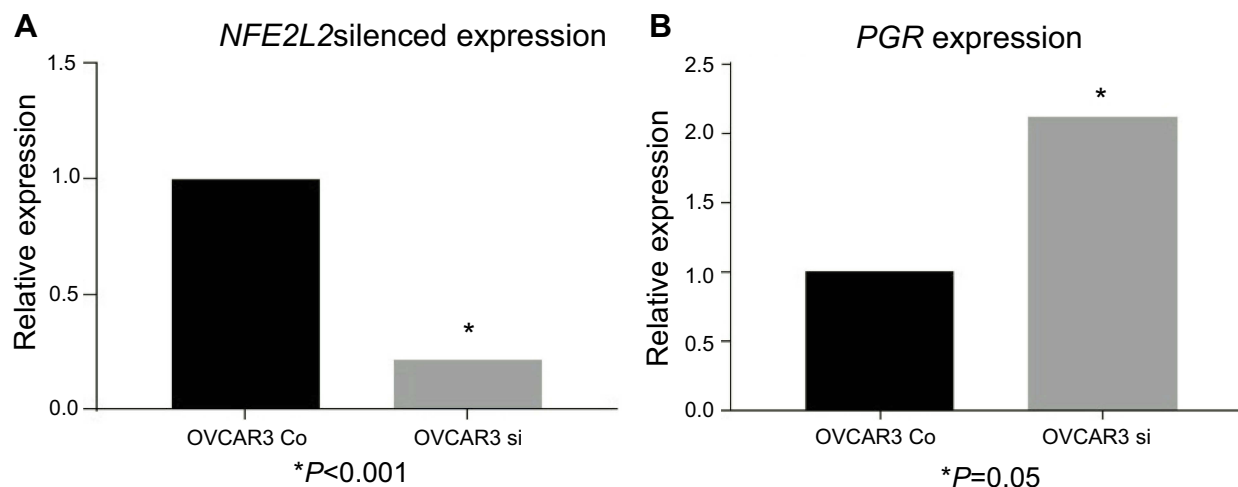 A
NFE2L2silenced expression
Relative expression
1.5
1.0
0.5
0.0
*
OVCAR3 Co
OVCAR3 si
*P<0.001
B
PGR expression
Relative expression
2.5
2.0
1.5
1.0
0.5
0.0
*
OVCAR3 Co
OVCAR3 si
*P=0.05